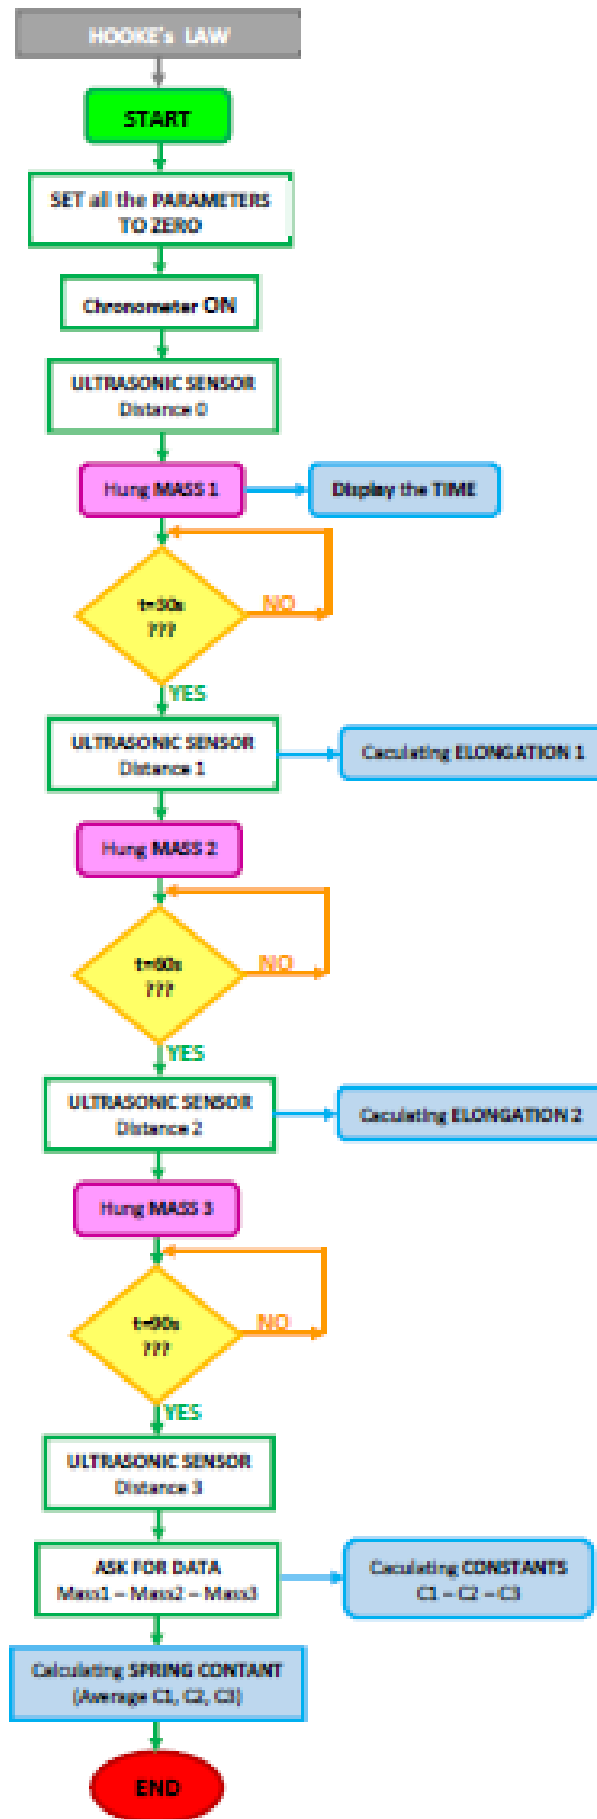 HOOKE's LAW
START
SET all the PARAMETERS
TO ZERO
Chronometer ON
ULTRASONIC SENSOR
Distance 0
Hung MASS 1
Display the TIME
t=30s
???
NO
YES
ULTRASONIC SENSOR
Distance 1
Caculating ELONGATION 1
Hung MASS 2
t=60s
???
NO
YES
ULTRASONIC SENSOR
Distance 2
Caculating ELONGATION 2
Hung MASS 3
t=90s
???
NO
YES
ULTRASONIC SENSOR
Distance 3
ASK FOR DATA
Mass1 – Mass2 – Mass3
Caculating CONSTANTS
C1 – C2 – C3
Calculating SPRING CONTANT
(Average C1, C2, C3)
END